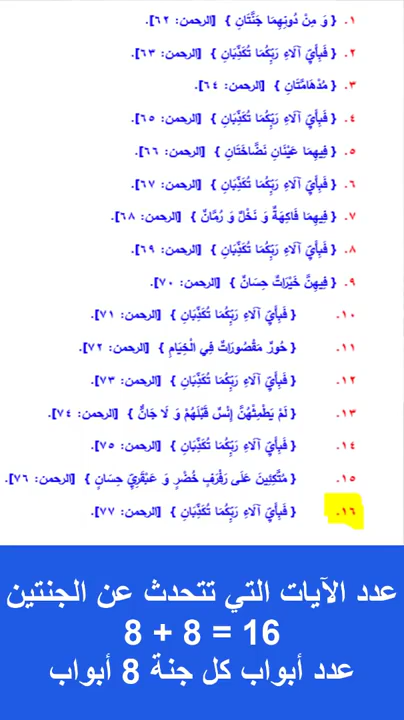 ١. { وَ مِنْ دُونِهِمَا جَنَّتَانِ } [الرحمن: ٦٢].
٢. { فَبِأَيِّ آلَاءِ رَبِّكُمَا تُكَذِّبَانِ } [الرحمن: ٦٣].
٣. { مُدْهَامَّتَانِ } [الرحمن: ٦٤].
٤. { فَبِأَيِّ آلَاءِ رَبِّكُمَا تُكَذِّبَانِ } [الرحمن: ٦٥].
٥. { فِيهِمَا عَيْنَانِ نَضَّاخَتَانِ } [الرحمن: ٦٦].
٦. { فَبِأَيِّ آلَاءِ رَبِّكُمَا تُكَذِّبَانِ } [الرحمن: ٦٧].
٧. { فِيهِمَا فَاكِهَةٌ وَ نَخْلٌ وَ رُمَّانٌ } [الرحمن: ٦٨].
٨. { فَبِأَيِّ آلَاءِ رَبِّكُمَا تُكَذِّبَانِ } [الرحمن: ٦٩].
٩. { فِيهِنَّ خَيْرَاتٌ حِسَانٌ } [الرحمن: ٧٠].
١٠. { فَبِأَيِّ آلَاءِ رَبِّكُمَا تُكَذِّبَانِ } [الرحمن: ٧١].
١١. { حُورٌ مَقْصُورَاتٌ فِي الْخِيَامِ } [الرحمن: ٧٢].
١٢. { فَبِأَيِّ آلَاءِ رَبِّكُمَا تُكَذِّبَانِ } [الرحمن: ٧٣].
١٣. { لَمْ يَطْمِثْهُنَّ إِنْسٌ قَبْلَهُمْ وَ لَا جَانٌّ } [الرحمن: ٧٤].
١٤. { فَبِأَيِّ آلَاءِ رَبِّكُمَا تُكَذِّبَانِ } [الرحمن: ٧٥].
١٥. { مُتَّكِئِينَ عَلَى رَفْرَفٍ خُضْرٍ وَ عَبْقَرِيٍّ حِسَانٍ } [الرحمن: ٧٦].
١٦. { فَبِأَيِّ آلَاءِ رَبِّكُمَا تُكَذِّبَانِ } [الرحمن: ٧٧].
عدد الآيات التي تتحدث عن الجنتين
8 + 8 = 16
عدد أبواب كل جنة 8 أبواب